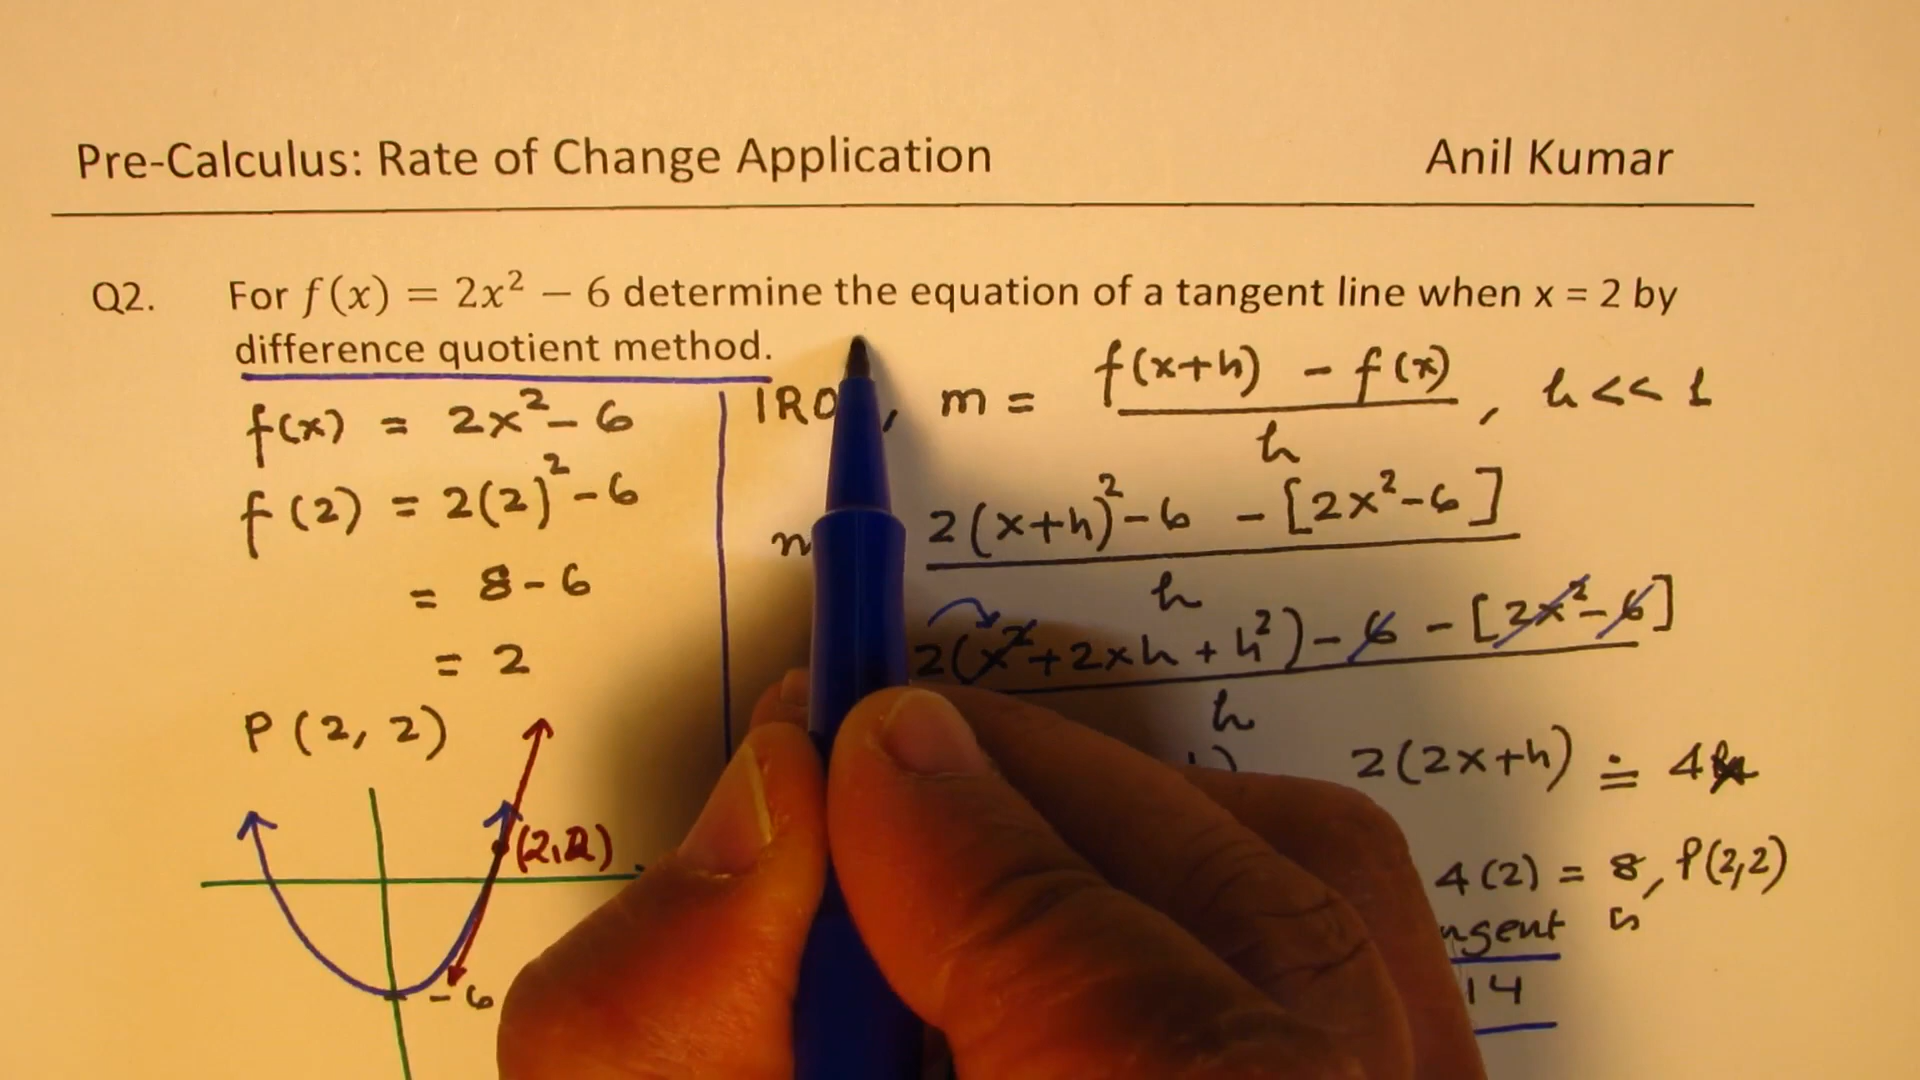 Pre-Calculus: Rate of Change Application Anil Kumar
Q2. For f(x) = 2x² − 6 determine the equation of a tangent line when x = 2 by
difference quotient method.
f(x) = 2x² - 6
f(2) = 2(2)² - 6
= 8 - 6
= 2
P(2, 2)
(2,2)
-6
, m = f(x+h) - f(x) / h , h << 1
2(x+h)² - 6 - [2x² - 6] / h
2(x² + 2xh + h²) - 6 - [2x² - 6] / h
2(2x+h) ≐ 4x
4(2) = 8, P(2,2)
is
14